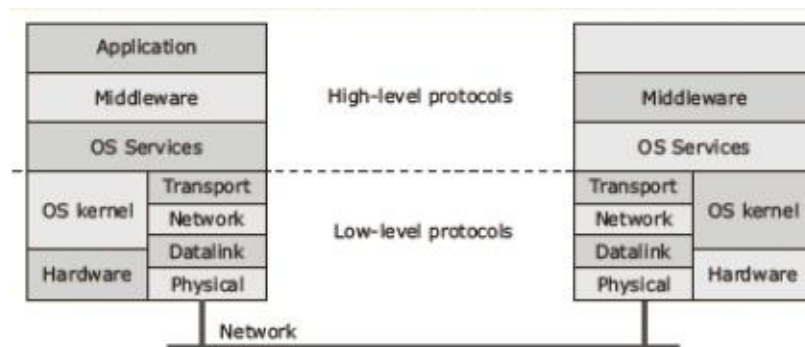 Application
Middleware
High-level protocols
Middleware
OS Services
OS Services
Transport
Transport
OS kernel
Network
Network
OS kernel
Low-level protocols
Datalink
Datalink
Hardware
Physical
Physical
Hardware
Network